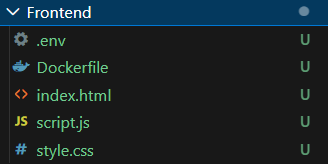 Frontend
.env U
Dockerfile U
index.html U
JS script.js U
# style.css U